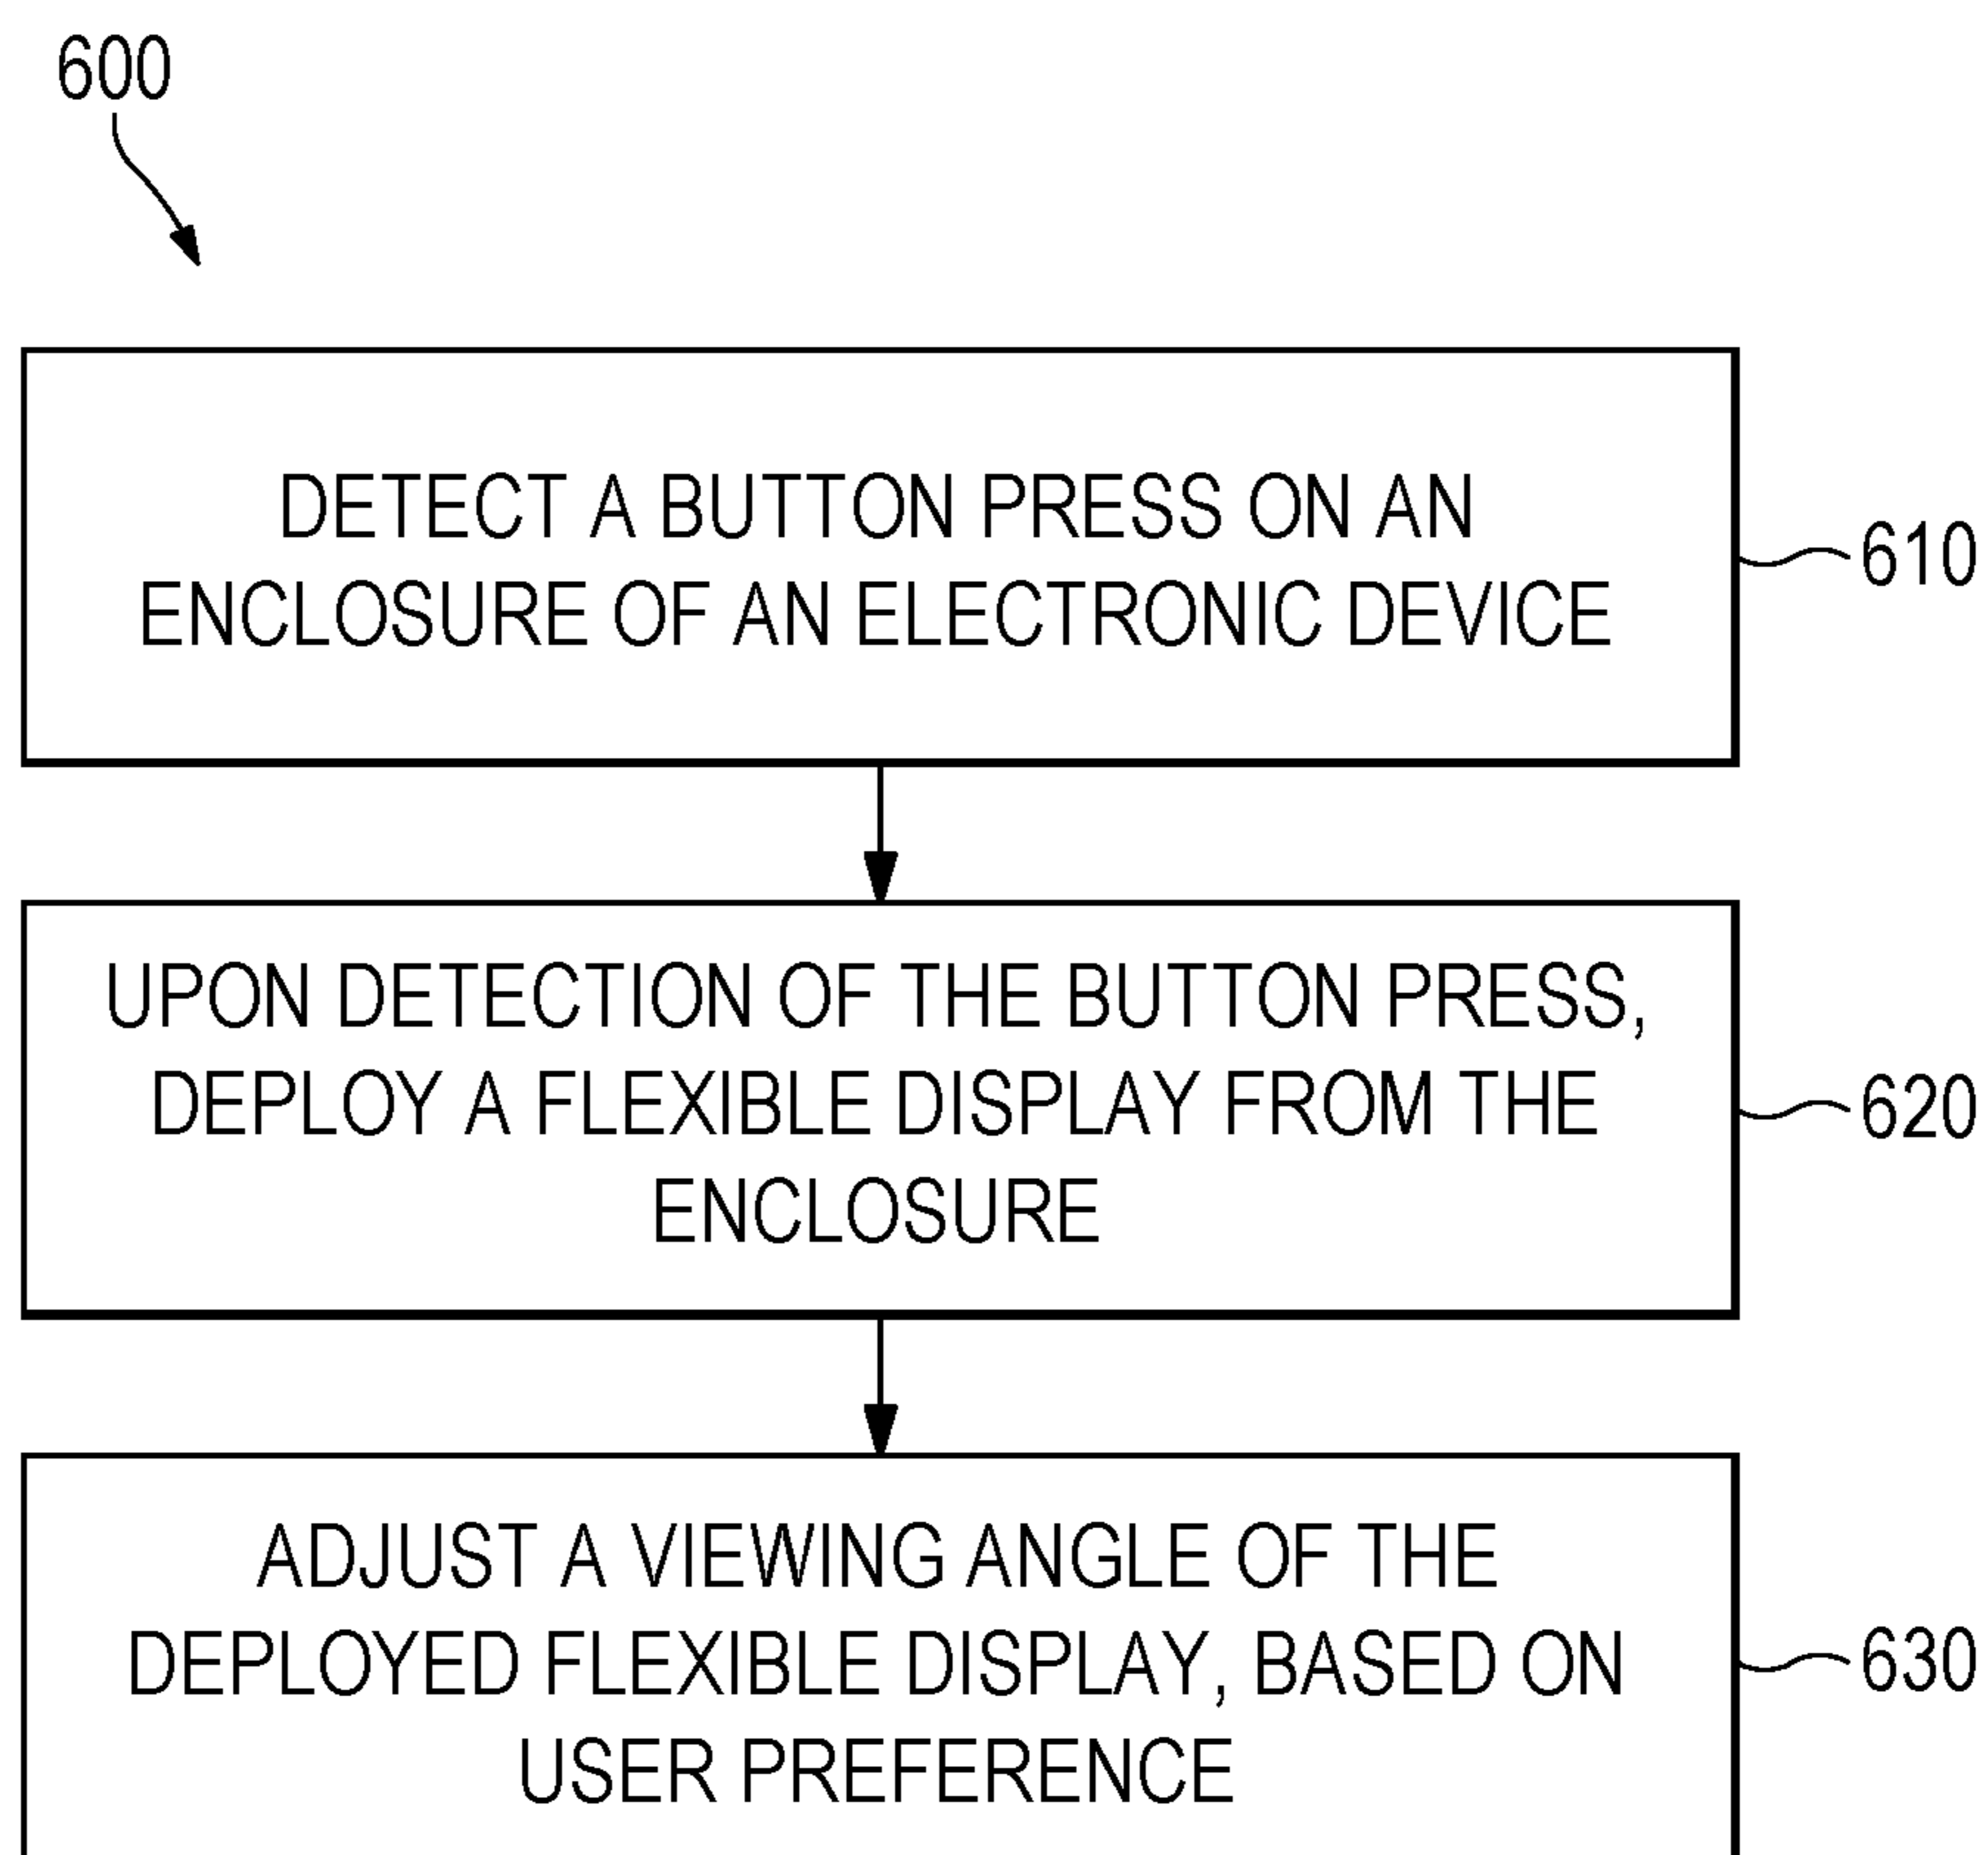 600
DETECT A BUTTON PRESS ON AN
ENCLOSURE OF AN ELECTRONIC DEVICE
610
UPON DETECTION OF THE BUTTON PRESS,
DEPLOY A FLEXIBLE DISPLAY FROM THE
ENCLOSURE
620
ADJUST A VIEWING ANGLE OF THE
DEPLOYED FLEXIBLE DISPLAY, BASED ON
USER PREFERENCE
630